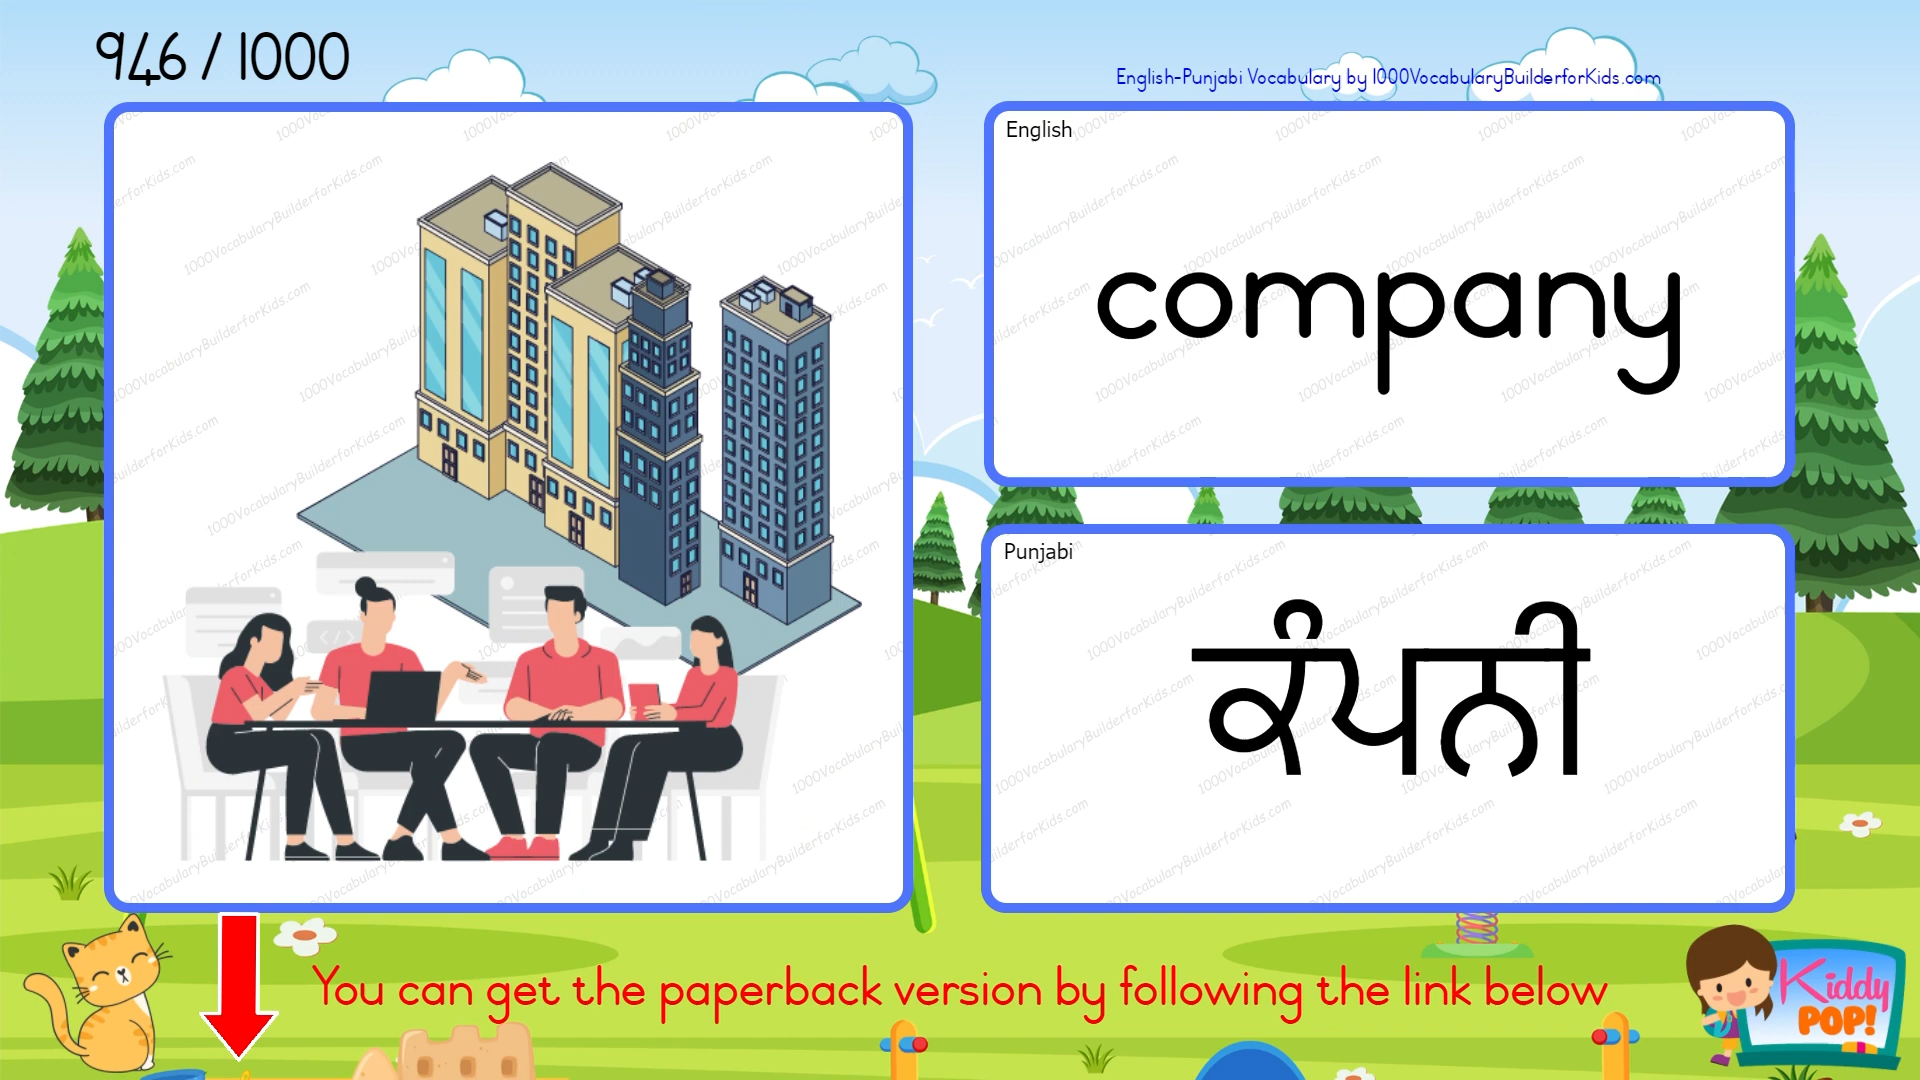 946 / 1000
English-Punjabi Vocabulary by 1000VocabularyBuilderforKids.com
English
company
Punjabi
ਕੰਪਨੀ
You can get the paperback version by following the link below
Kiddy
POP!